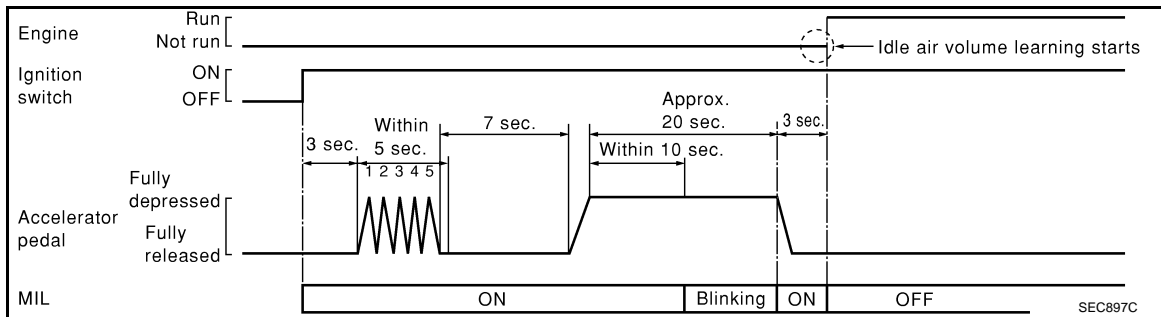 Engine
Run
Not run
Idle air volume learning starts
Ignition
switch
ON
OFF
3 sec.
Within
5 sec.
1 2 3 4 5
7 sec.
Approx.
20 sec.
Within 10 sec.
3 sec.
Accelerator
pedal
Fully
depressed
Fully
released
MIL
ON
Blinking
ON
OFF
SEC897C